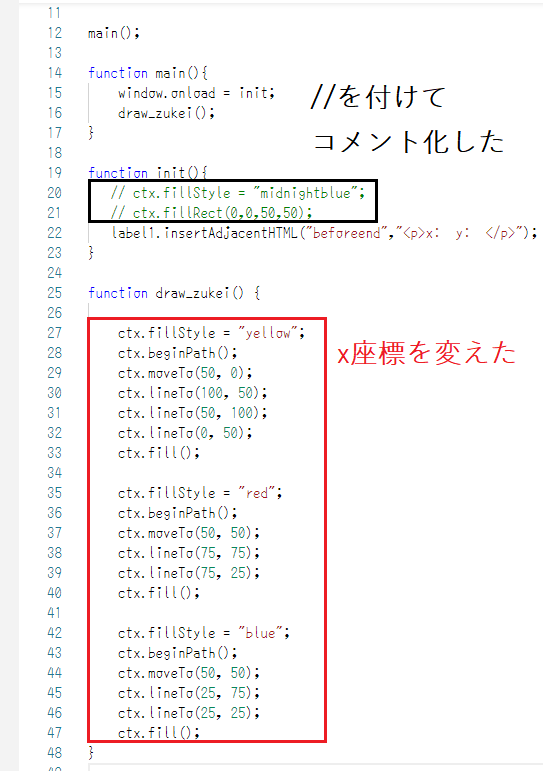 11
12 main();
13
14 function main(){
15 window.onload = init;
16 draw_zukei();
17 }
18
19 function init(){
20 // ctx.fillStyle = "midnightblue";
21 // ctx.fillRect(0,0,50,50);
22 label1.insertAdjacentHTML("beforeend","<p>x: y: </p>");
23 }
24
25 function draw_zukei() {
26
27 ctx.fillStyle = "yellow";
28 ctx.beginPath();
29 ctx.moveTo(50, 0);
30 ctx.lineTo(100, 50);
31 ctx.lineTo(50, 100);
32 ctx.lineTo(0, 50);
33 ctx.fill();
34
35 ctx.fillStyle = "red";
36 ctx.beginPath();
37 ctx.moveTo(50, 50);
38 ctx.lineTo(75, 75);
39 ctx.lineTo(75, 25);
40 ctx.fill();
41
42 ctx.fillStyle = "blue";
43 ctx.beginPath();
44 ctx.moveTo(50, 50);
45 ctx.lineTo(25, 75);
46 ctx.lineTo(25, 25);
47 ctx.fill();
48 }
//を付けて
コメント化した
x座標を変えた